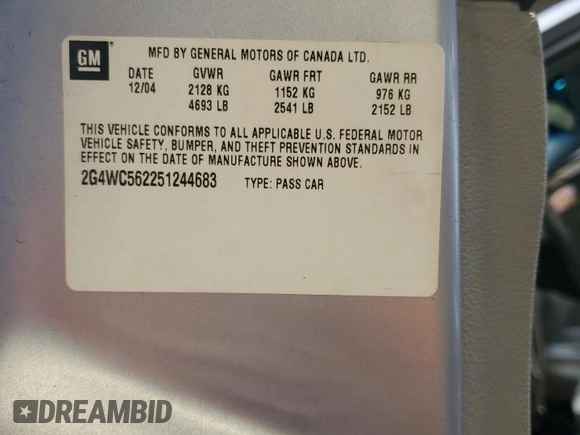 GM
MFD BY GENERAL MOTORS OF CANADA LTD.
DATE GVWR GAWR FRT GAWR RR
12/04 2128 KG 1152 KG 976 KG
4693 LB 2541 LB 2152 LB
THIS VEHICLE CONFORMS TO ALL APPLICABLE U.S. FEDERAL MOTOR
VEHICLE SAFETY, BUMPER, AND THEFT PREVENTION STANDARDS IN
EFFECT ON THE DATE OF MANUFACTURE SHOWN ABOVE.
2G4WC562251244683 TYPE: PASS CAR
DREAMBID